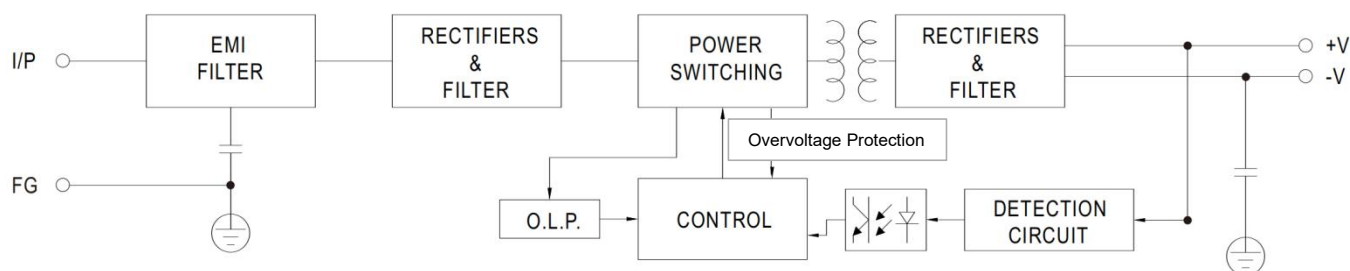 I/P
EMI
FILTER
RECTIFIERS
&
FILTER
POWER
SWITCHING
RECTIFIERS
&
FILTER
+V
-V
Overvoltage Protection
FG
O.L.P.
CONTROL
DETECTION
CIRCUIT